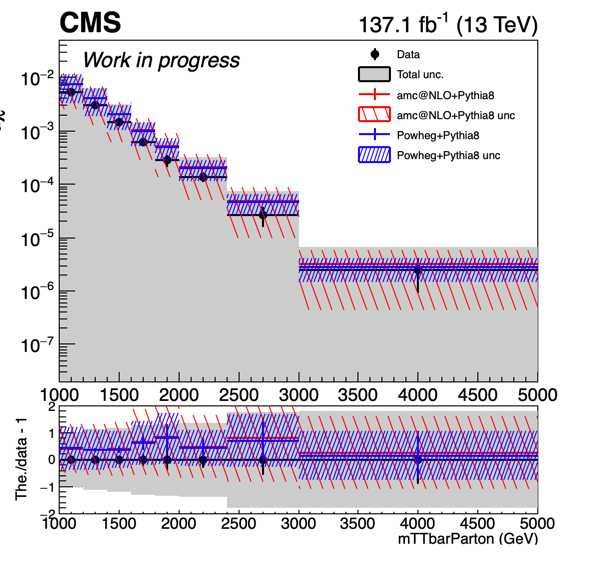 CMS
137.1 fb⁻¹ (13 TeV)
Work in progress
Data
Total unc.
amc@NLO+Pythia8
amc@NLO+Pythia8 unc
Powheg+Pythia8
Powheg+Pythia8 unc
10⁻²
10⁻³
10⁻⁴
10⁻⁵
10⁻⁶
10⁻⁷
1000 1500 2000 2500 3000 3500 4000 4500 5000
The./data - 1
2
1
0
−1
−2
1000 1500 2000 2500 3000 3500 4000 4500 5000
mTTbarParton (GeV)